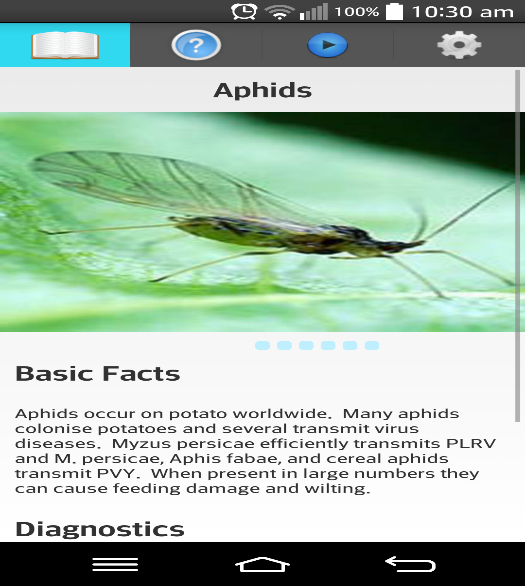 100% 10:30 am
Aphids
Basic Facts
Aphids occur on potato worldwide. Many aphids
colonise potatoes and several transmit virus
diseases. Myzus persicae efficiently transmits PLRV
and M. persicae, Aphis fabae, and cereal aphids
transmit PVY. When present in large numbers they
can cause feeding damage and wilting.
Diagnostics